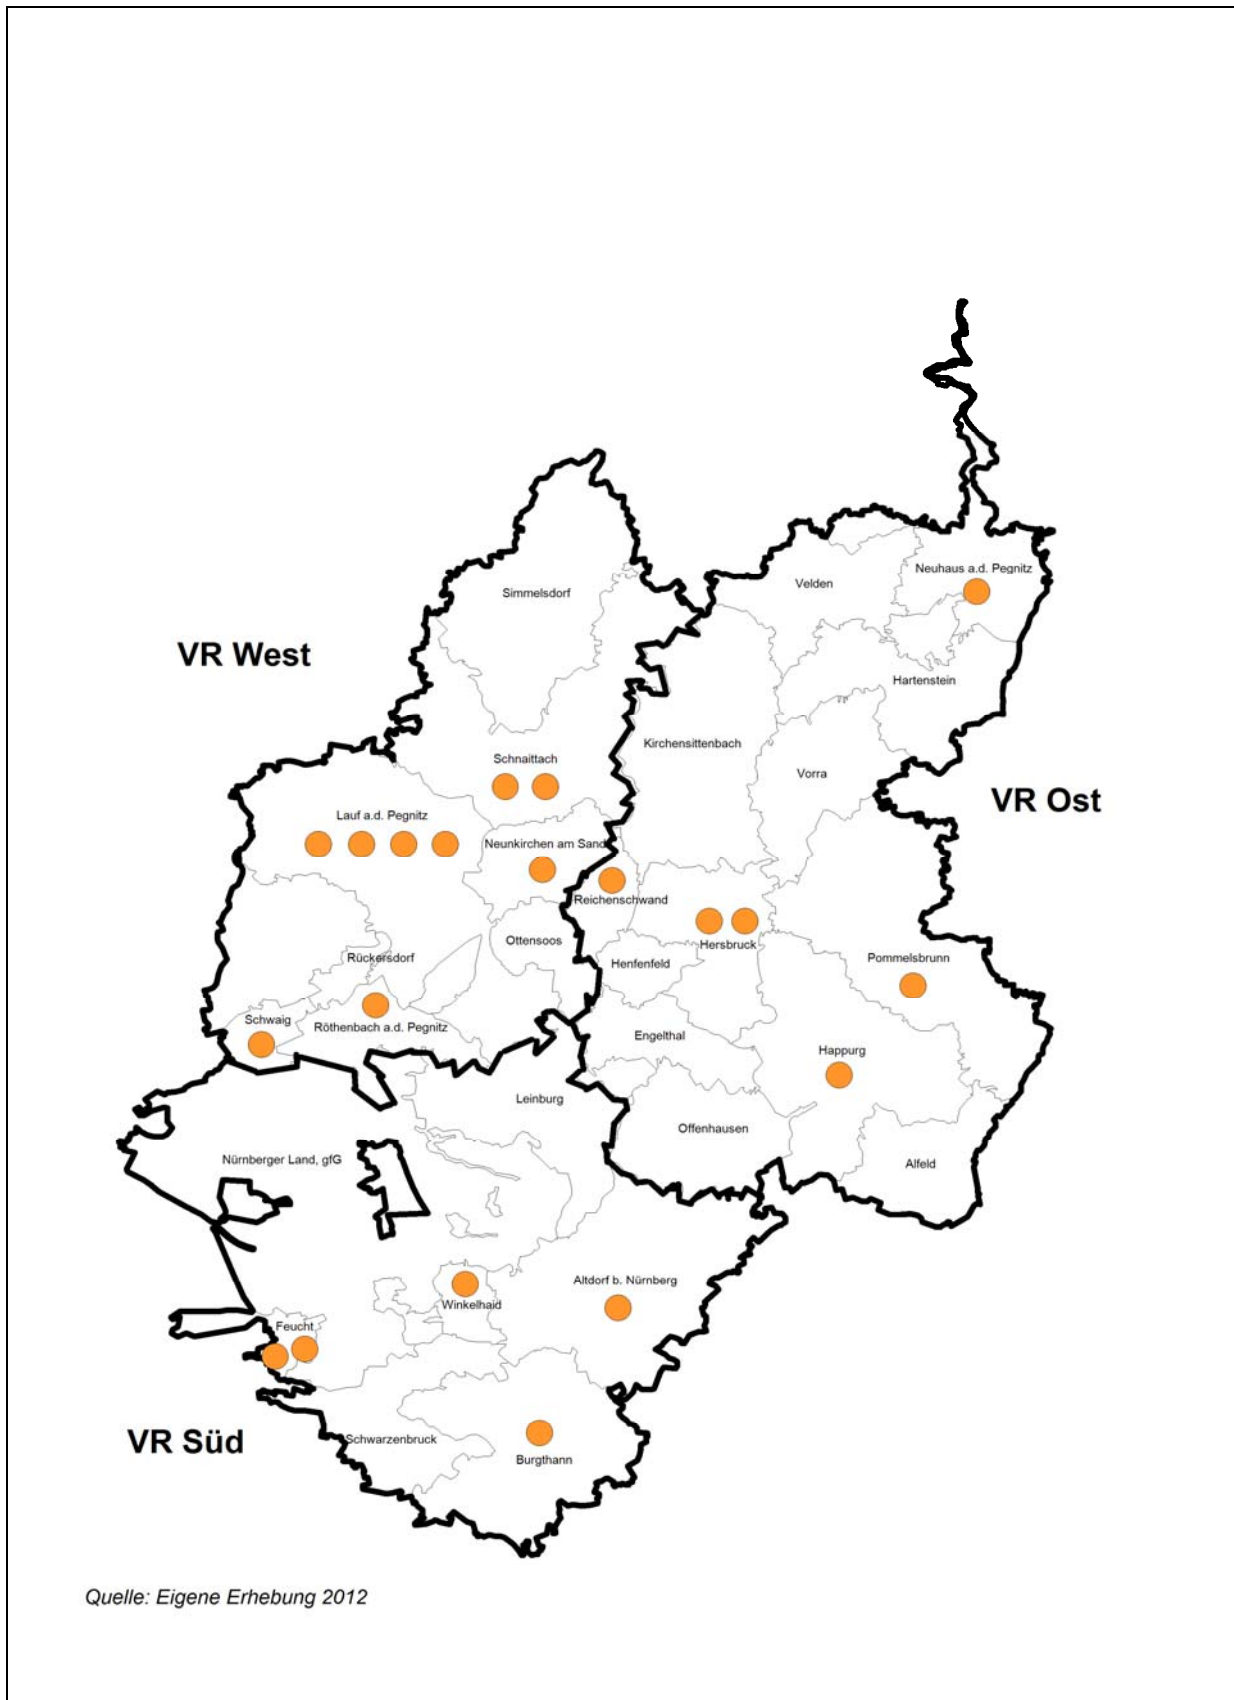 Neuhaus a.d. Pegnitz
Velden
Simmelsdorf
VR West
Hartenstein
Kirchensittenbach
Schnaittach
Vorra
VR Ost
Lauf a.d. Pegnitz
Neunkirchen am Sand
Reichenschwand
Ottensoos
Hersbruck
Rückersdorf
Henfenfeld
Pommelsbrunn
Schwaig
Röthenbach a.d. Pegnitz
Engelthal
Happurg
Leinburg
Offenhausen
Nürnberger Land, gfG
Alfeld
Altdorf b. Nürnberg
Winkelhaid
Feucht
VR Süd
Schwarzenbruck
Burgthann
Quelle: Eigene Erhebung 2012